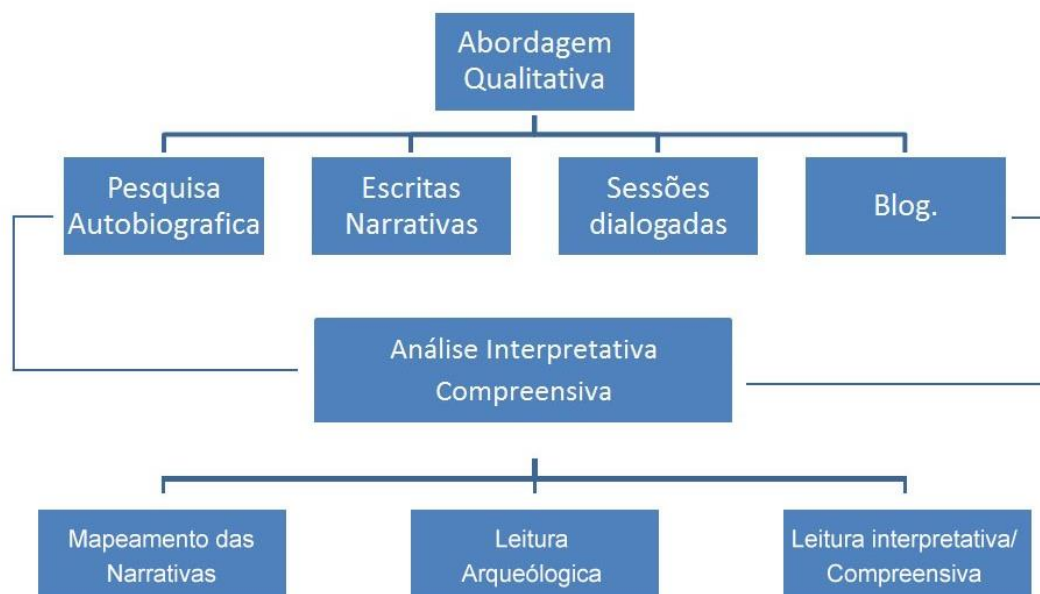 Abordagem
Qualitativa
Pesquisa
Autobiografica
Escritas
Narrativas
Sessões
dialogadas
Blog.
Análise Interpretativa
Compreensiva
Mapeamento das
Narrativas
Leitura
Arqueólogica
Leitura interpretativa/
Compreensiva